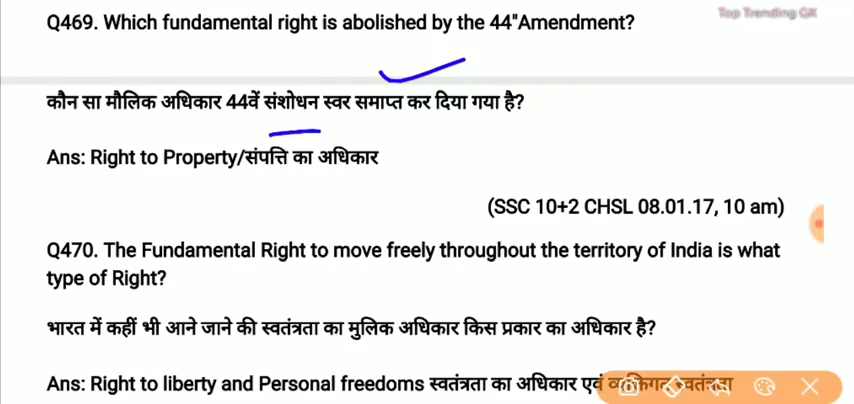 Top Trending GK
Q469. Which fundamental right is abolished by the 44"Amendment?
कौन सा मौलिक अधिकार 44वें संशोधन स्वर समाप्त कर दिया गया है?
Ans: Right to Property/संपत्ति का अधिकार
(SSC 10+2 CHSL 08.01.17, 10 am)
Q470. The Fundamental Right to move freely throughout the territory of India is what
type of Right?
भारत में कहीं भी आने जाने की स्वतंत्रता का मुलिक अधिकार किस प्रकार का अधिकार है?
Ans: Right to liberty and Personal freedoms स्वतंत्रता का अधिकार एवं